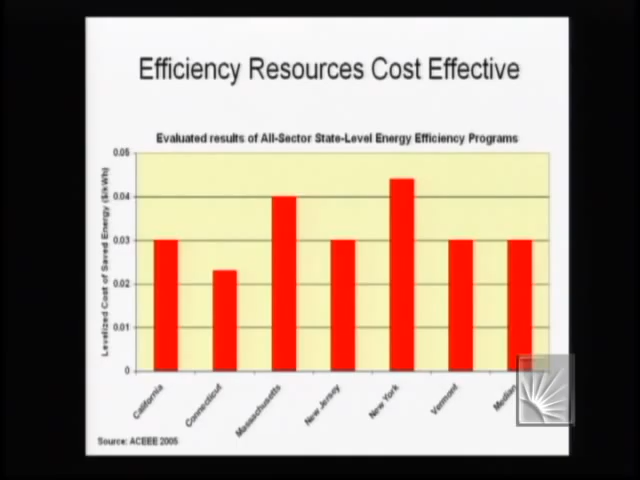 Efficiency Resources Cost Effective
Evaluated results of All-Sector State-Level Energy Efficiency Programs
Levelized Cost of Saved Energy ($/kWh)
0.05
0.04
0.03
0.02
0.01
0
California
Connecticut
Massachusetts
New Jersey
New York
Vermont
Median
Source: ACEEE 2005